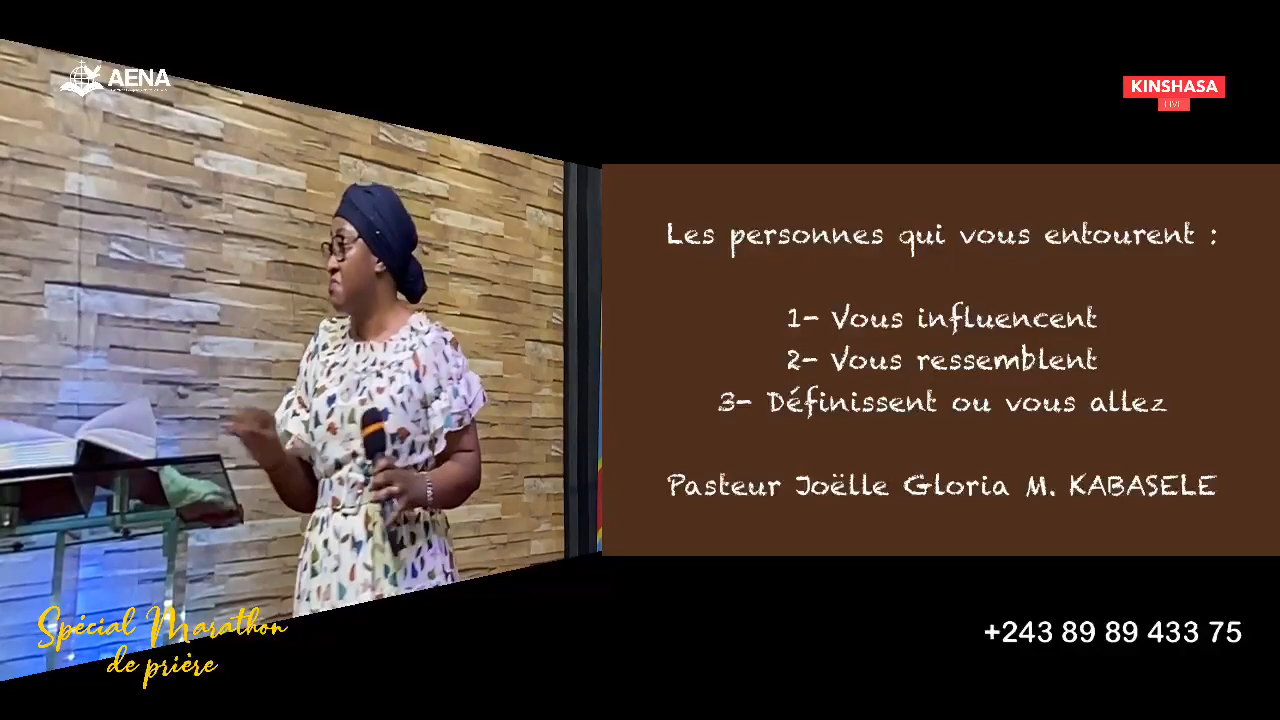 AENA
KINSHASA
LIVE
Les personnes qui vous entourent :
1- Vous influencent
2- Vous ressemblent
3- Définissent ou vous allez
Pasteur Joëlle Gloria M. KABASELE
Spécial Marathon
de prière
+243 89 89 433 75